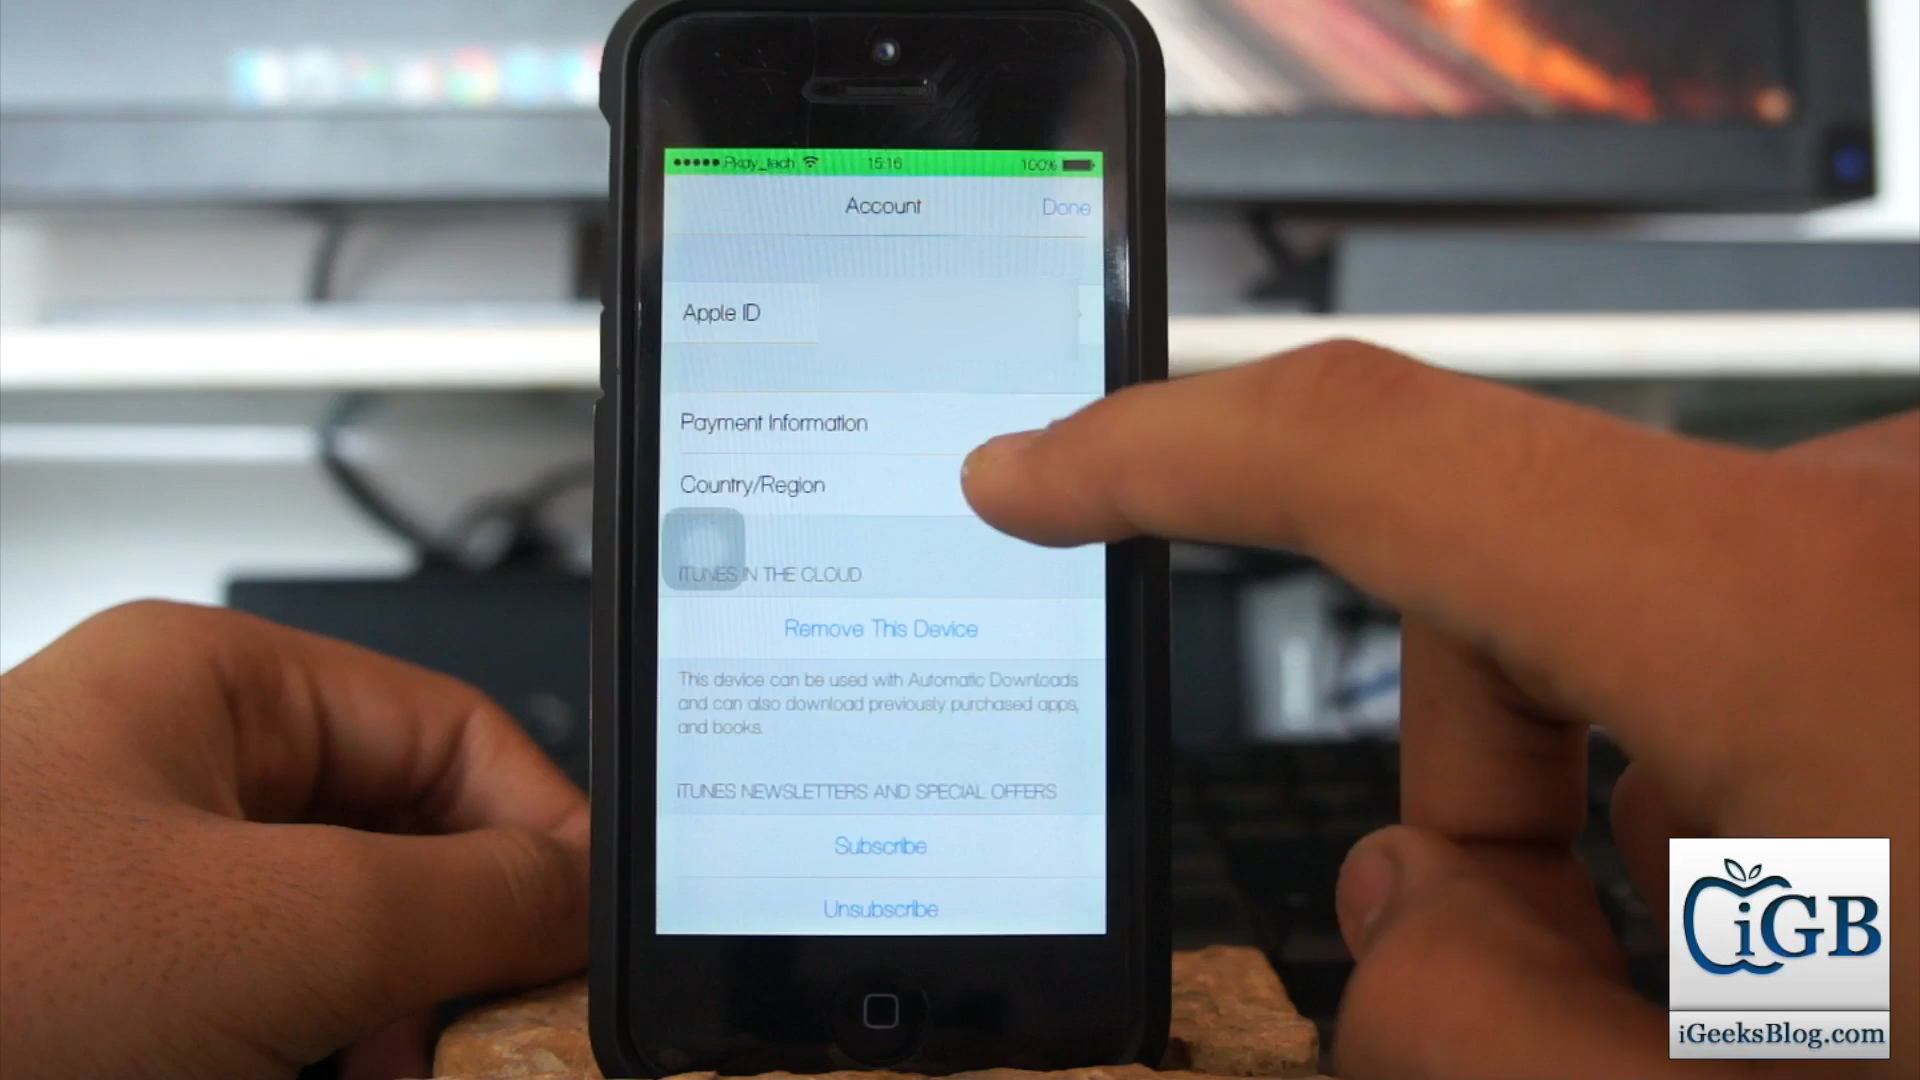 Pkay_tech 15:16 100%
Account Done
Apple ID
Payment Information
Country/Region
ITUNES IN THE CLOUD
Remove This Device
This device can be used with Automatic Downloads
and can also download previously purchased apps,
and books.
iTUNES NEWSLETTERS AND SPECIAL OFFERS
Subscribe
Unsubscribe
iGB
iGeeksBlog.com